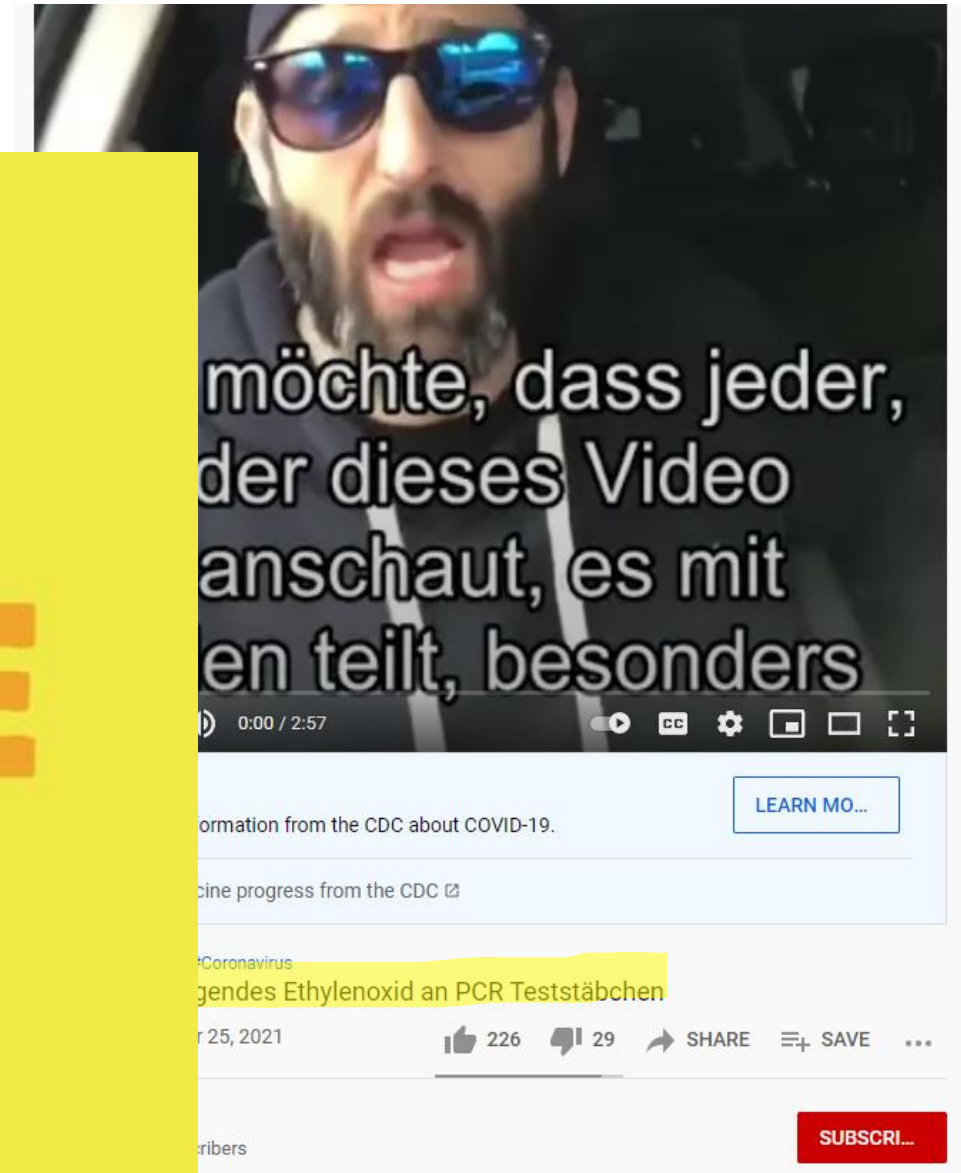 möchte, dass jeder,
der dieses Video
anschaut, es mit
en teilt, besonders
0:00 / 2:57
CC
LEARN MO...
ormation from the CDC about COVID-19.
cine progress from the CDC
#Coronavirus
gendes Ethylenoxid an PCR Teststäbchen
r 25, 2021
226
29
SHARE
SAVE
ribers
SUBSCRI...